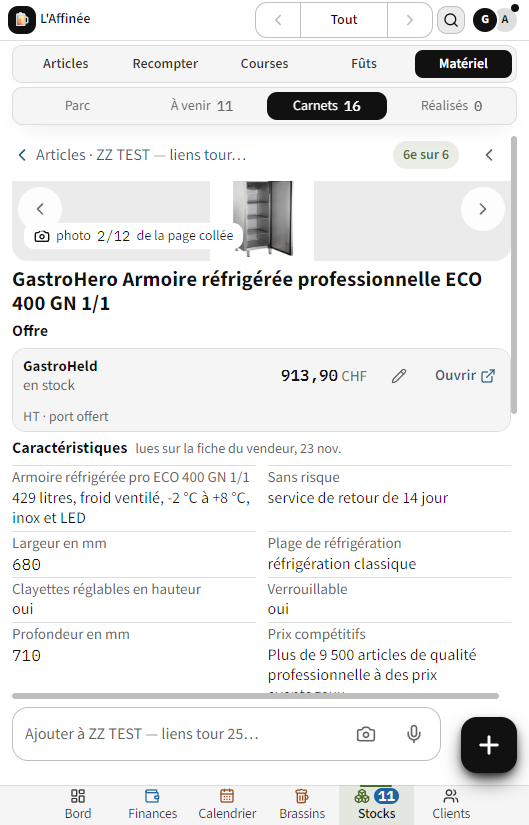 L'Affinée
Tout
G
A
Articles
Recompter
Courses
Fûts
Matériel
Parc
À venir 11
Carnets 16
Réalisés 0
Articles · ZZ TEST — liens tour…
6e sur 6
photo 2/12 de la page collée
GastroHero Armoire réfrigérée professionnelle ECO
400 GN 1/1
Offre
GastroHeld
en stock
913,90 CHF
Ouvrir
HT · port offert
Caractéristiques lues sur la fiche du vendeur, 23 nov.
Armoire réfrigérée pro ECO 400 GN 1/1
429 litres, froid ventilé, -2 °C à +8 °C,
inox et LED
Sans risque
service de retour de 14 jour
Largeur en mm
680
Plage de réfrigération
réfrigération classique
Clayettes réglables en hauteur
oui
Verrouillable
oui
Profondeur en mm
710
Prix compétitifs
Plus de 9 500 articles de qualité
professionnelle à des prix
Ajouter à ZZ TEST — liens tour 25…
Bord
Finances
Calendrier
Brassins
11
Stocks
Clients